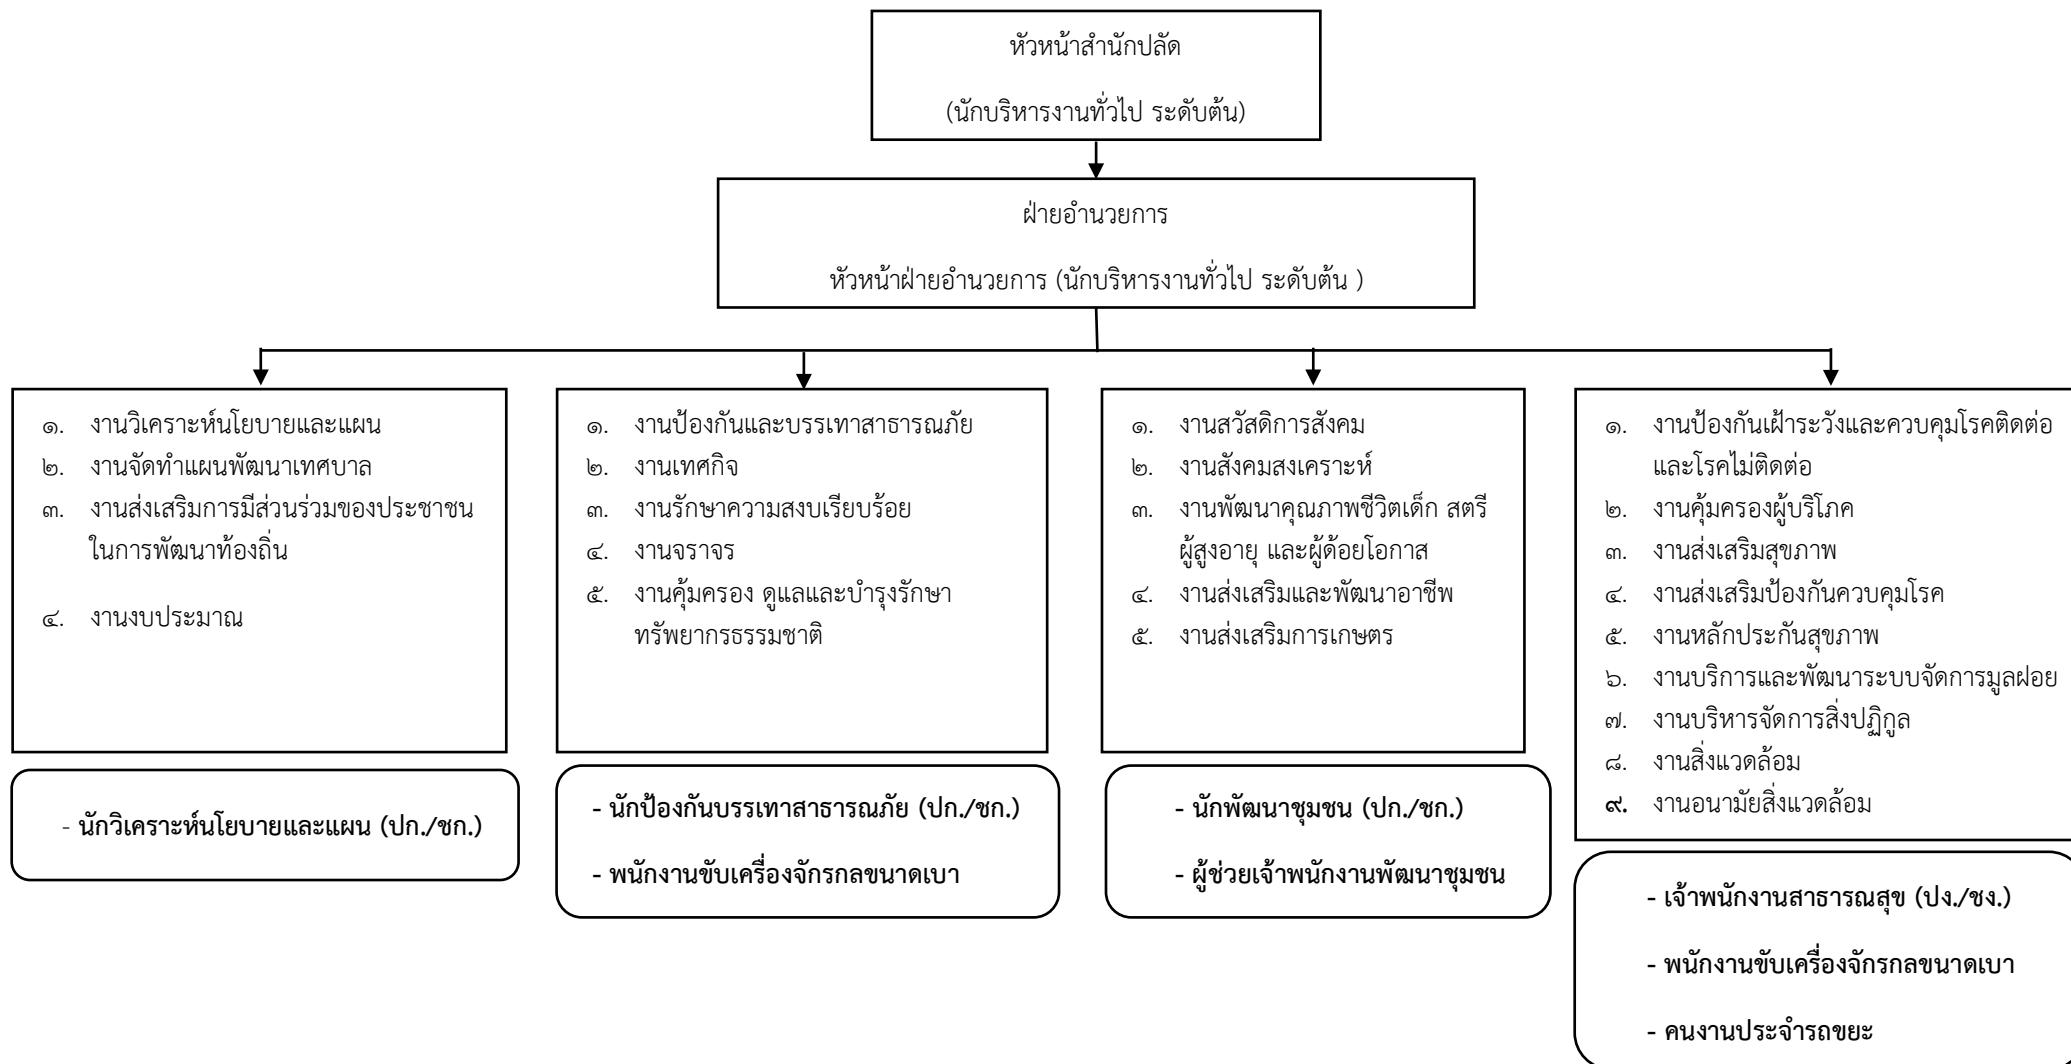 หัวหน้าสำนักปลัด
(นักบริหารงานทั่วไป ระดับต้น)
ฝ่ายอำนวยการ
หัวหน้าฝ่ายอำนวยการ (นักบริหารงานทั่วไป ระดับต้น )
๑. งานวิเคราะห์นโยบายและแผน
๒. งานจัดทำแผนพัฒนาเทศบาล
๓. งานส่งเสริมการมีส่วนร่วมของประชาชน
ในการพัฒนาท้องถิ่น
๔. งานงบประมาณ
- นักวิเคราะห์นโยบายและแผน (ปก./ชก.)
๑. งานป้องกันและบรรเทาสาธารณภัย
๒. งานเทศกิจ
๓. งานรักษาความสงบเรียบร้อย
๔. งานจราจร
๕. งานคุ้มครอง ดูแลและบำรุงรักษา
ทรัพยากรธรรมชาติ
- นักป้องกันบรรเทาสาธารณภัย (ปก./ชก.)
- พนักงานขับเครื่องจักรกลขนาดเบา
๑. งานสวัสดิการสังคม
๒. งานสังคมสงเคราะห์
๓. งานพัฒนาคุณภาพชีวิตเด็ก สตรี
ผู้สูงอายุ และผู้ด้อยโอกาส
๔. งานส่งเสริมและพัฒนาอาชีพ
๕. งานส่งเสริมการเกษตร
- นักพัฒนาชุมชน (ปก./ชก.)
- ผู้ช่วยเจ้าพนักงานพัฒนาชุมชน
๑. งานป้องกันเฝ้าระวังและควบคุมโรคติดต่อ
และโรคไม่ติดต่อ
๒. งานคุ้มครองผู้บริโภค
๓. งานส่งเสริมสุขภาพ
๔. งานส่งเสริมป้องกันควบคุมโรค
๕. งานหลักประกันสุขภาพ
๖. งานบริการและพัฒนาระบบจัดการมูลฝอย
๗. งานบริหารจัดการสิ่งปฏิกูล
๘. งานสิ่งแวดล้อม
๙. งานอนามัยสิ่งแวดล้อม
- เจ้าพนักงานสาธารณสุข (ปง./ชง.)
- พนักงานขับเครื่องจักรกลขนาดเบา
- คนงานประจำรถขยะ